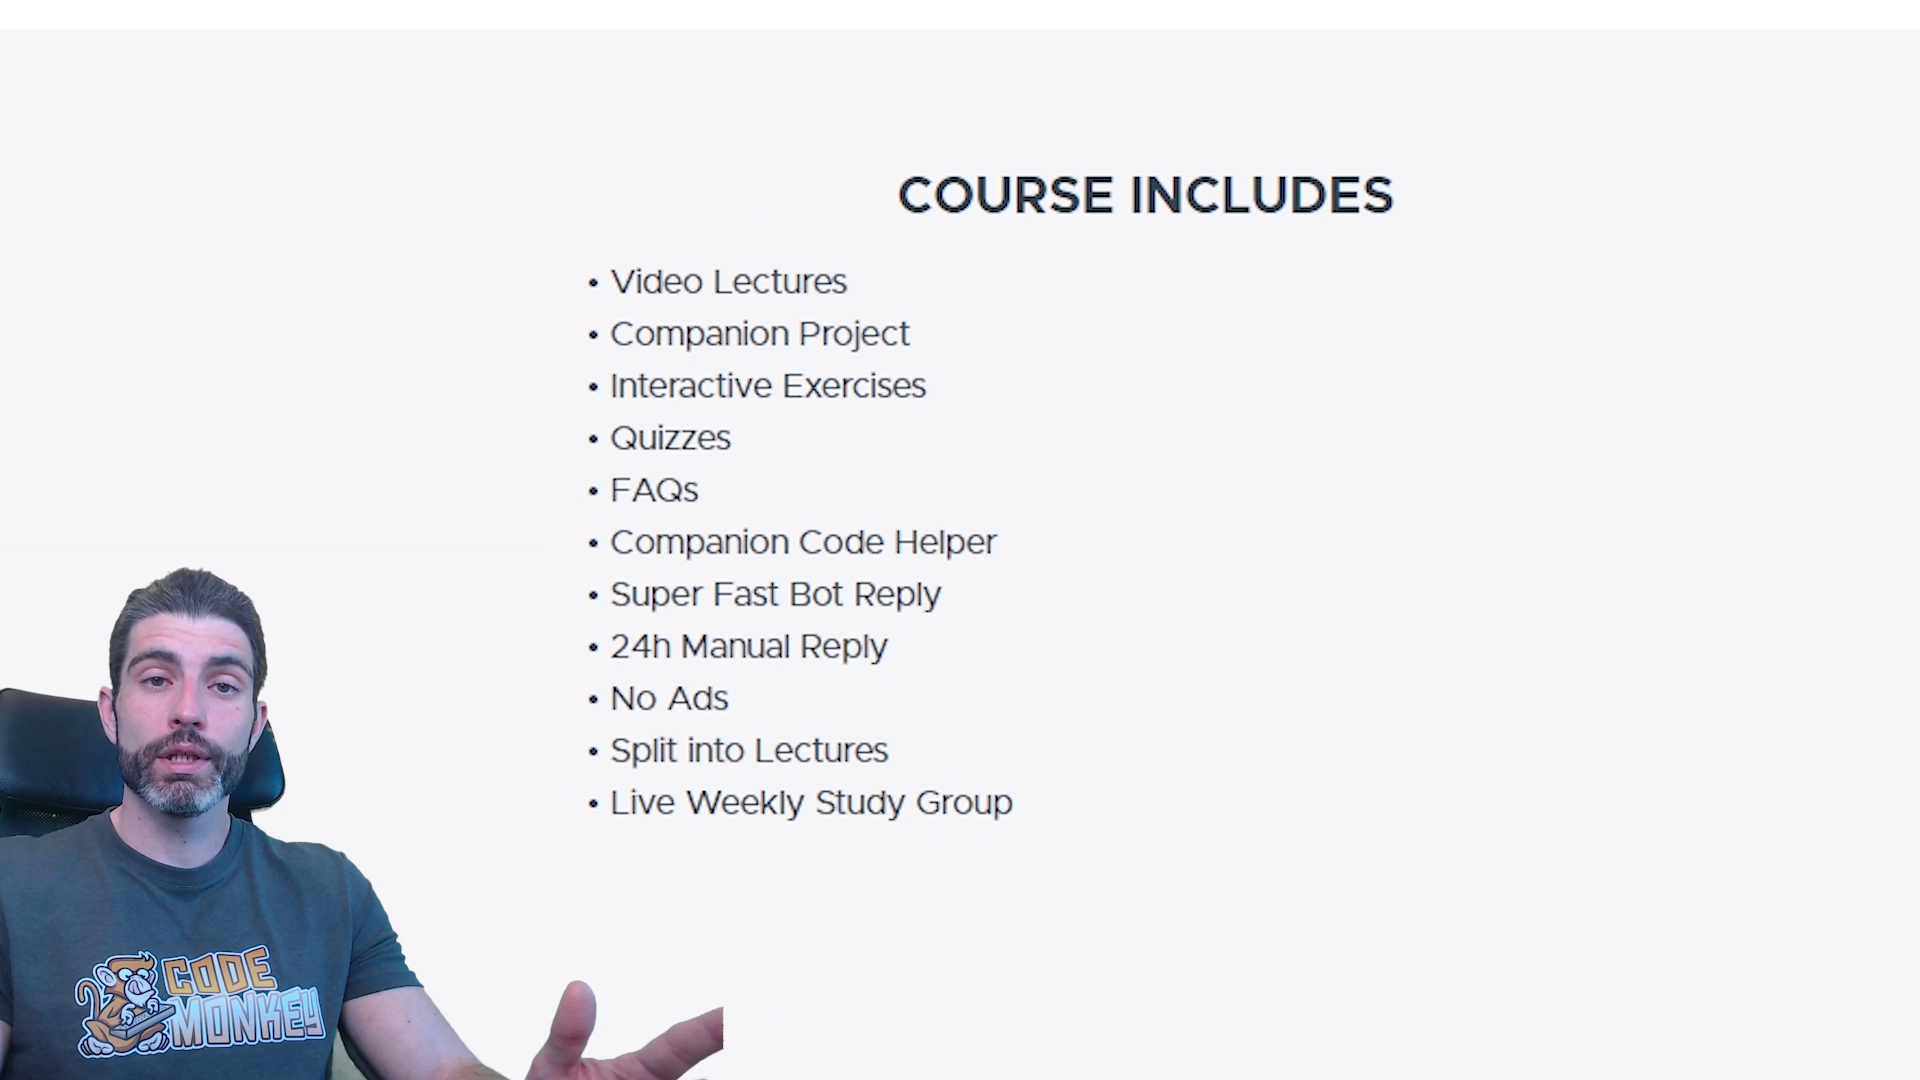 COURSE INCLUDES
• Video Lectures
• Companion Project
• Interactive Exercises
• Quizzes
• FAQs
• Companion Code Helper
• Super Fast Bot Reply
• 24h Manual Reply
• No Ads
• Split into Lectures
• Live Weekly Study Group
CODE
MONKEY